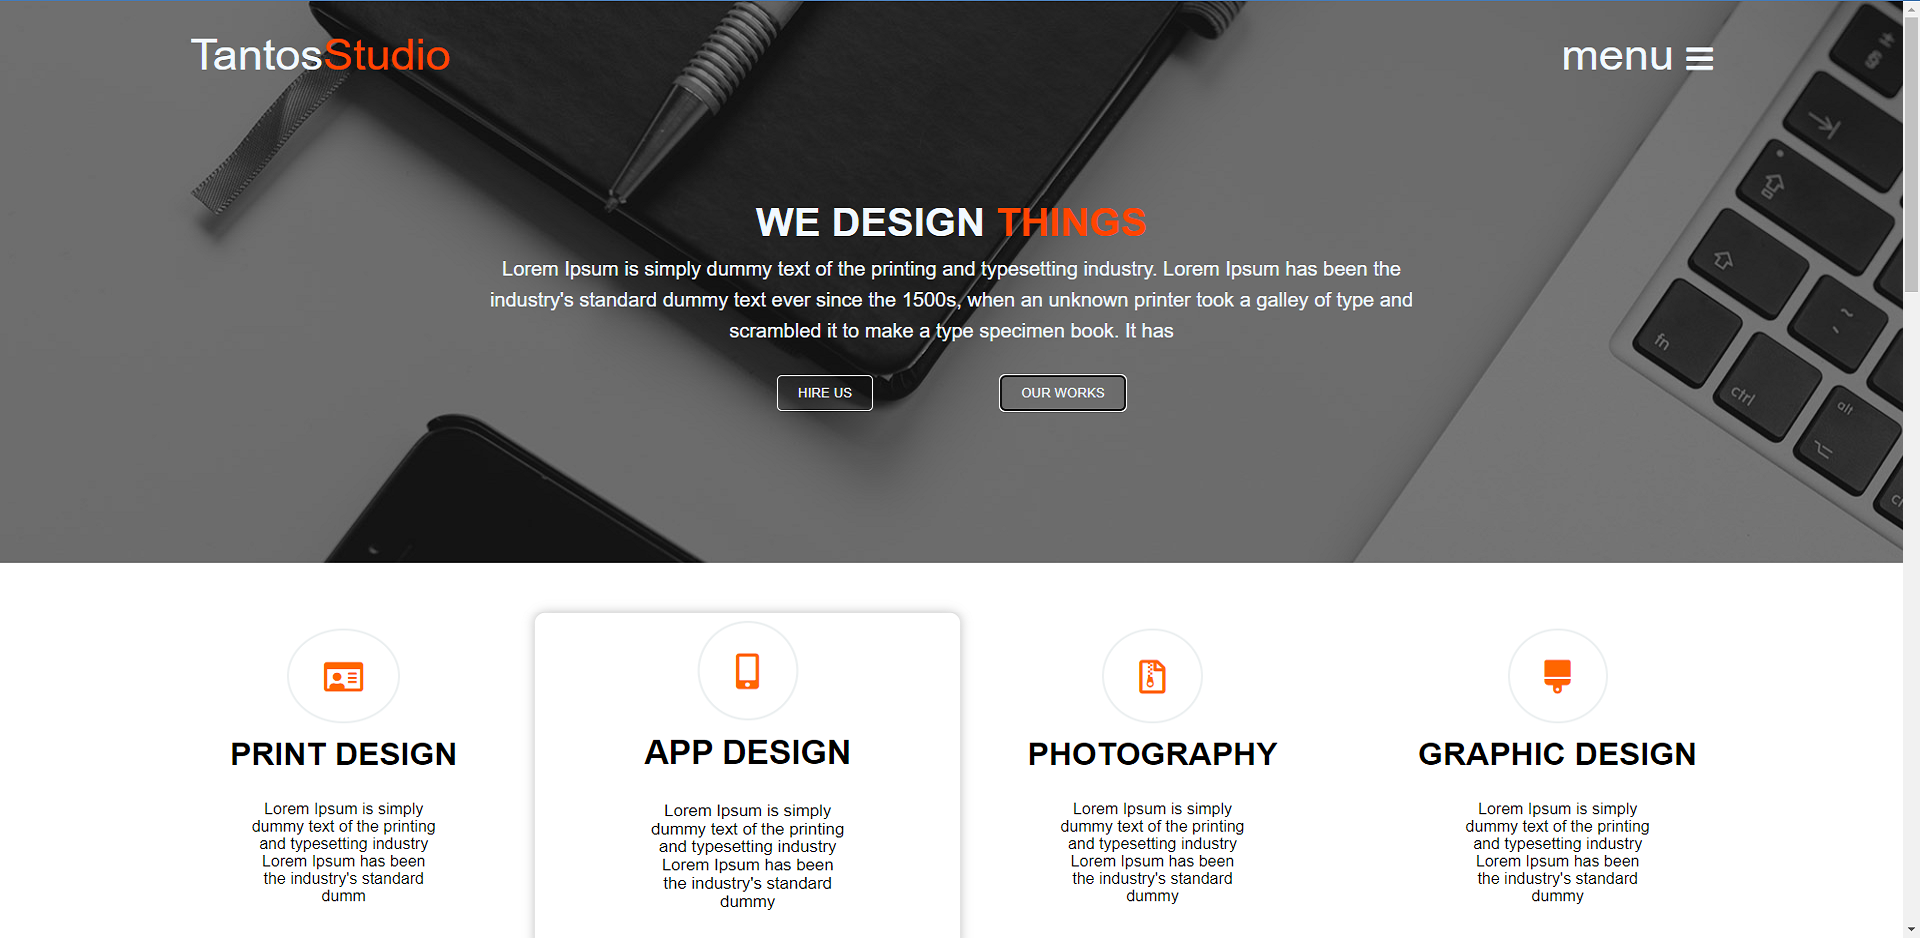 TantosStudio
menu
WE DESIGN THINGS
Lorem Ipsum is simply dummy text of the printing and typesetting industry. Lorem Ipsum has been the
industry's standard dummy text ever since the 1500s, when an unknown printer took a galley of type and
scrambled it to make a type specimen book. It has
HIRE US
OUR WORKS
fn
ctrl
alt
PRINT DESIGN
Lorem Ipsum is simply
dummy text of the printing
and typesetting industry
Lorem Ipsum has been
the industry's standard
dumm
APP DESIGN
Lorem Ipsum is simply
dummy text of the printing
and typesetting industry
Lorem Ipsum has been
the industry's standard
dummy
PHOTOGRAPHY
Lorem Ipsum is simply
dummy text of the printing
and typesetting industry
Lorem Ipsum has been
the industry's standard
dummy
GRAPHIC DESIGN
Lorem Ipsum is simply
dummy text of the printing
and typesetting industry
Lorem Ipsum has been
the industry's standard
dummy